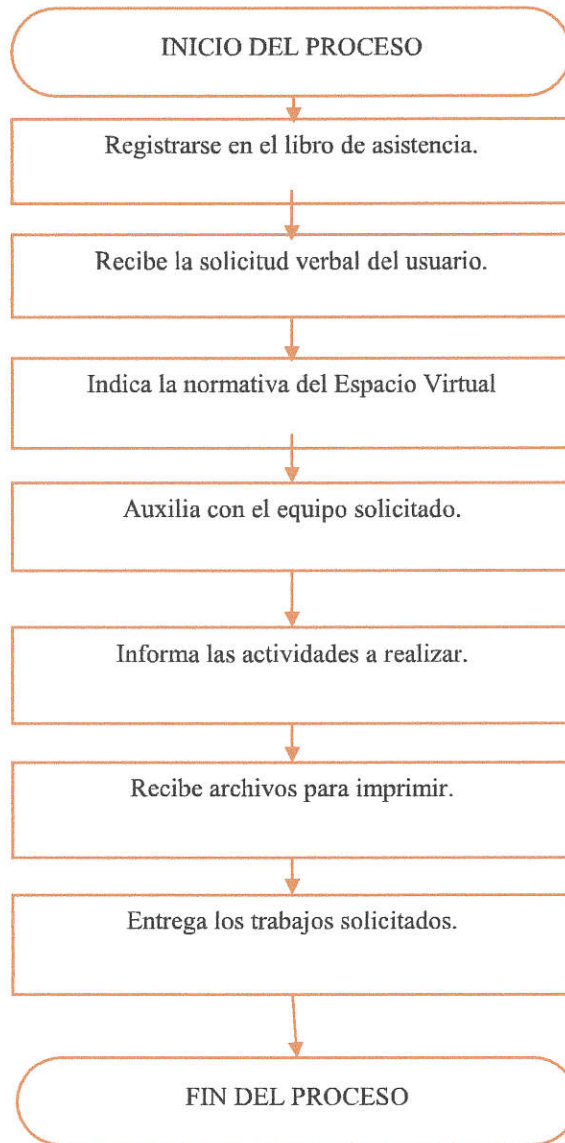 INICIO DEL PROCESO
Registrarse en el libro de asistencia.
Recibe la solicitud verbal del usuario.
Indica la normativa del Espacio Virtual
Auxilia con el equipo solicitado.
Informa las actividades a realizar.
Recibe archivos para imprimir.
Entrega los trabajos solicitados.
FIN DEL PROCESO